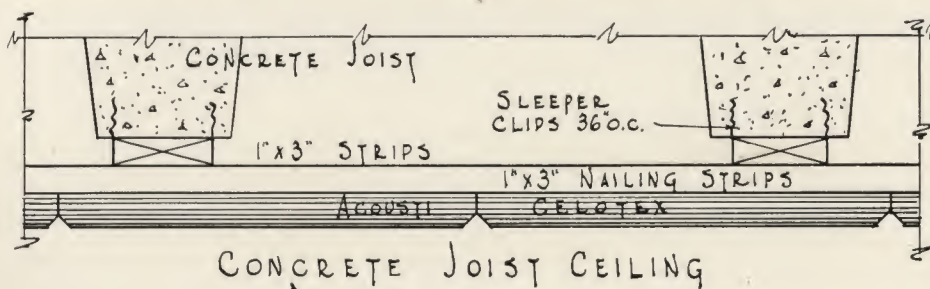 CONCRETE JOIST
SLEEPER
CLIPS 36"O.C.
1"x3" STRIPS
1"x3" NAILING STRIPS
ACOUSTI CELOTEX
CONCRETE JOIST CEILING